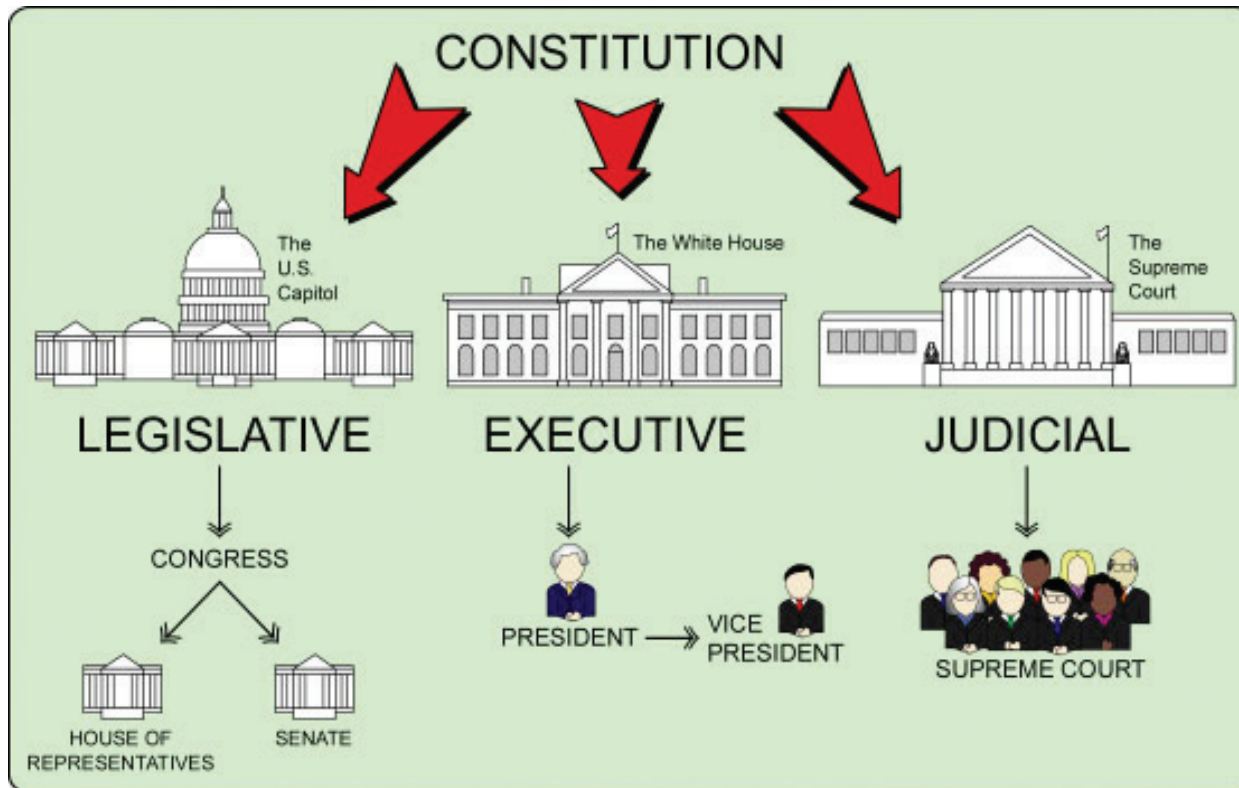 CONSTITUTION
The
U.S.
Capitol
The White House
The
Supreme
Court
LEGISLATIVE
EXECUTIVE
JUDICIAL
CONGRESS
HOUSE OF
REPRESENTATIVES
SENATE
PRESIDENT
VICE
PRESIDENT
SUPREME COURT